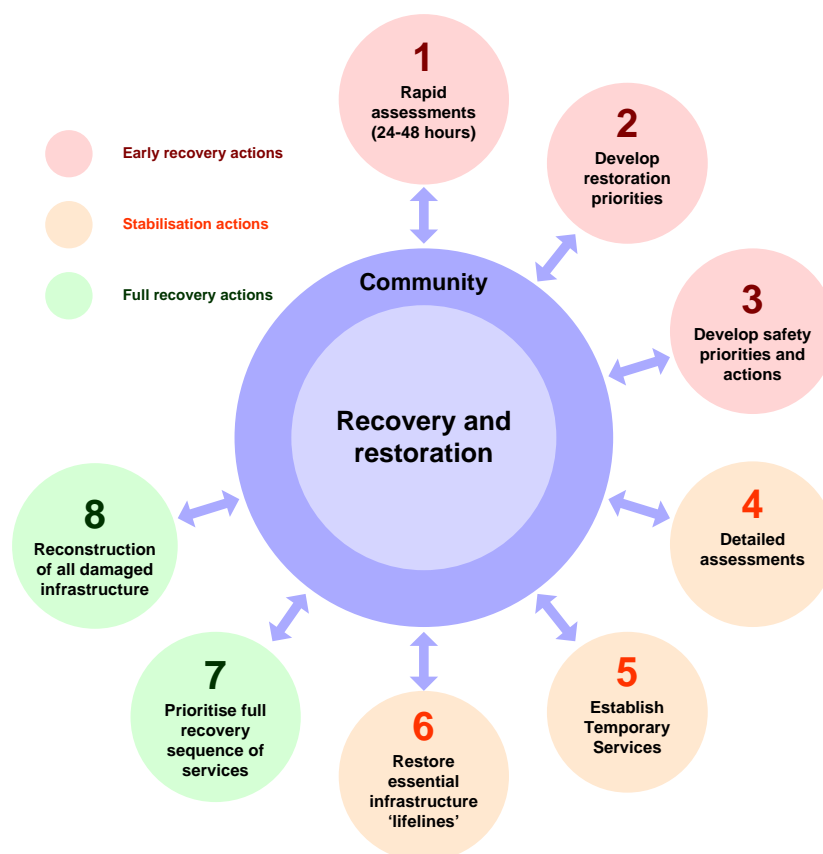 1
Rapid
assessments
(24-48 hours)
2
Develop
restoration
priorities
Early recovery actions
Stabilisation actions
Full recovery actions
Community
3
Develop safety
priorities and
actions
Recovery and
restoration
4
Detailed
assessments
8
Reconstruction
of all damaged
infrastructure
5
Establish
Temporary
Services
7
Prioritise full
recovery
sequence of
services
6
Restore
essential
infrastructure
‘lifelines’